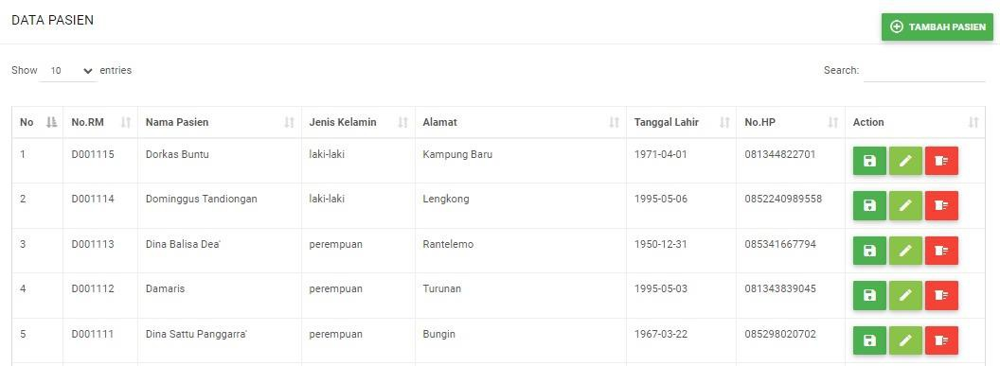 DATA PASIEN
TAMBAH PASIEN
Show 10 entries Search:
No No.RM Nama Pasien Jenis Kelamin Alamat Tanggal Lahir No.HP Action
1 D001115 Dorkas Buntu laki-laki Kampung Baru 1971-04-01 081344822701
2 D001114 Dominggus Tandiongan laki-laki Lengkong 1995-05-06 0852240989558
3 D001113 Dina Balisa Dea' perempuan Rantelemo 1950-12-31 085341667794
4 D001112 Damaris perempuan Turunan 1995-05-03 081343839045
5 D001111 Dina Sattu Panggarra' perempuan Bungin 1967-03-22 085298020702